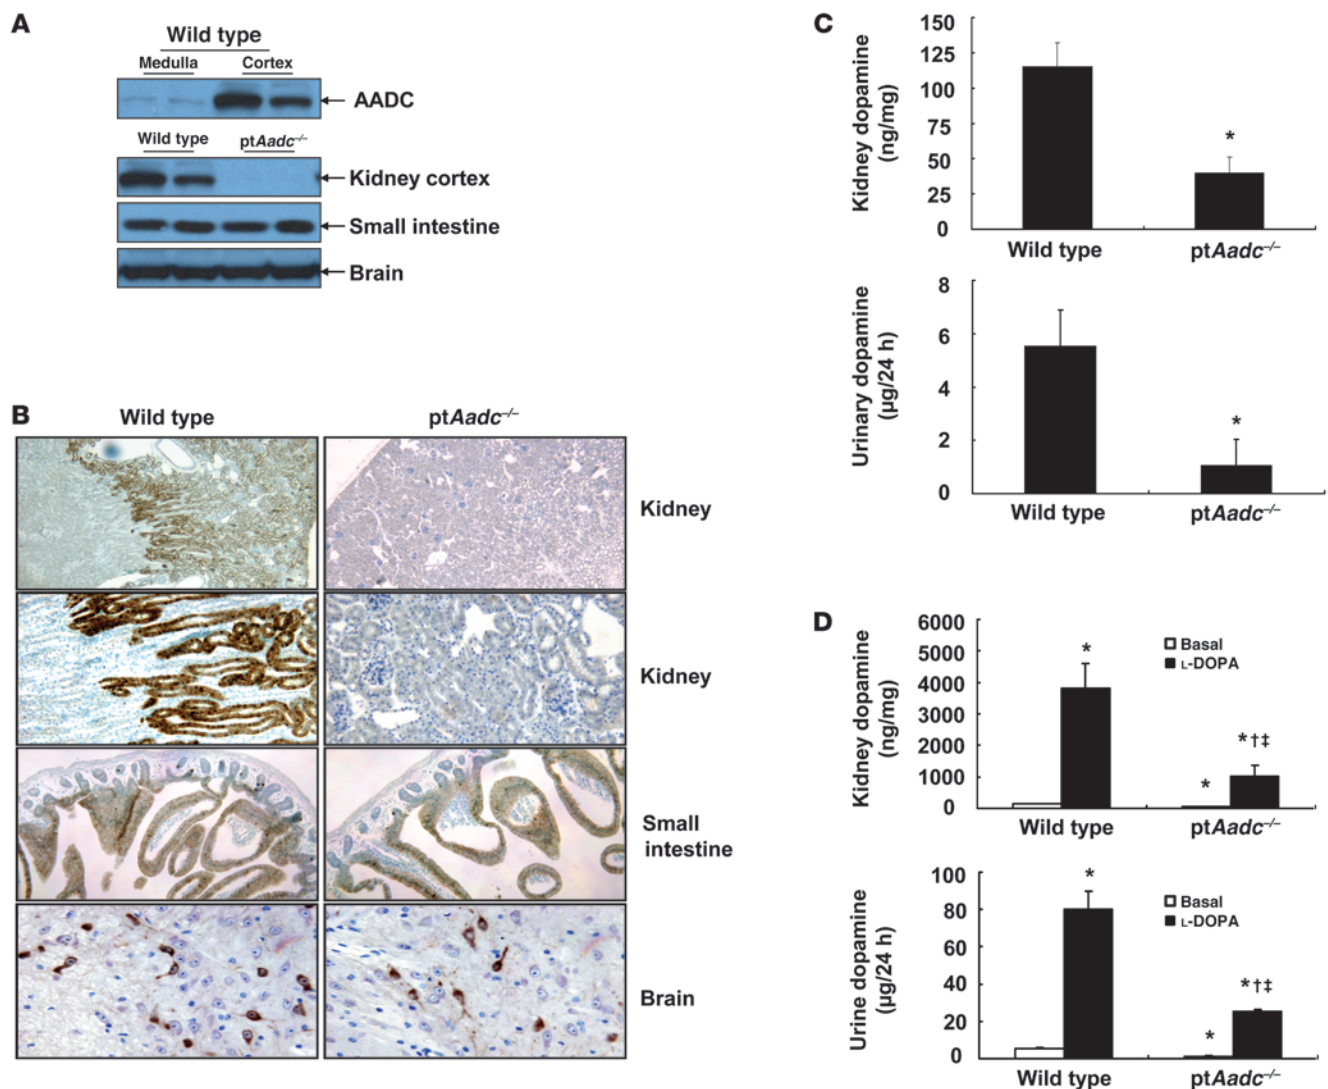 A
Wild type
Medulla Cortex
AADC
Wild type ptAadc–/–
Kidney cortex
Small intestine
Brain
B
Wild type ptAadc–/–
Kidney
Kidney
Small
intestine
Brain
C
Kidney dopamine
(ng/mg)
150
125
100
75
50
25
0
*
Wild type ptAadc–/–
Urinary dopamine
(µg/24 h)
8
6
4
2
0
*
Wild type ptAadc–/–
D
Kidney dopamine
(ng/mg)
6000
5000
4000
3000
2000
1000
0
Basal
L-DOPA
*
*
*†‡
Wild type ptAadc–/–
Urine dopamine
(µg/24 h)
100
80
60
40
20
0
Basal
L-DOPA
*
*
*†‡
Wild type ptAadc–/–